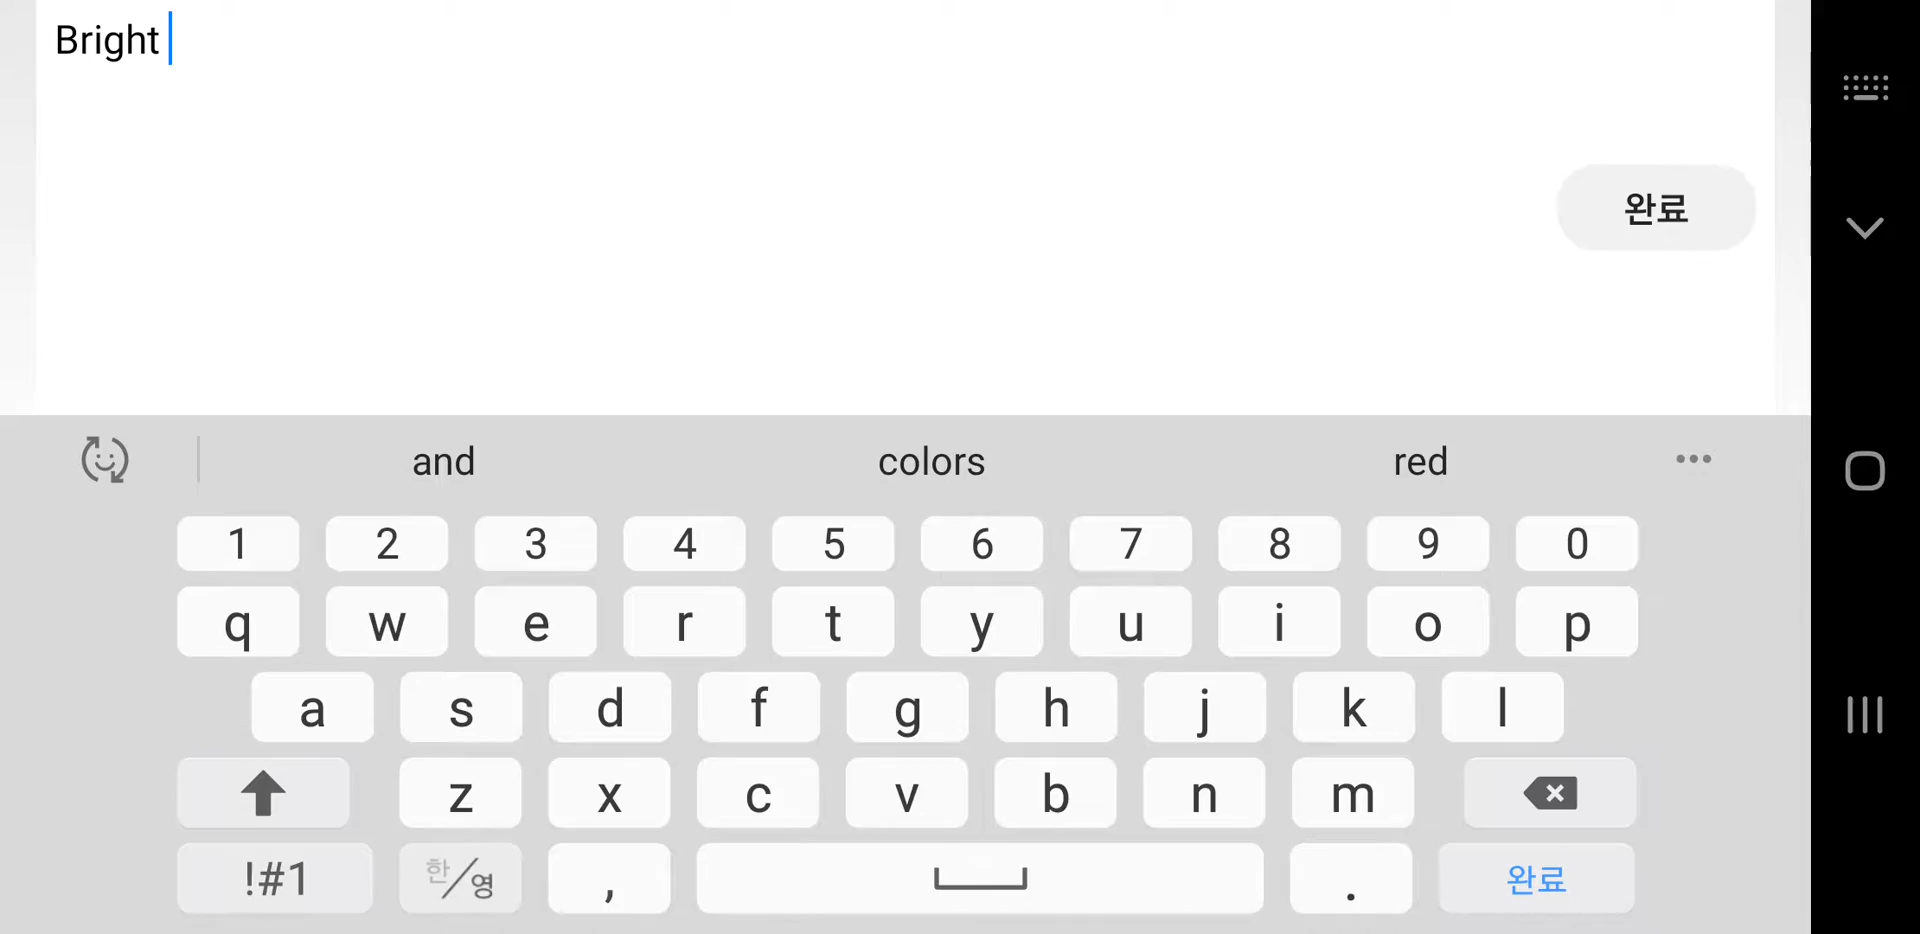 Bright
완료
and colors red
1 2 3 4 5 6 7 8 9 0
q w e r t y u i o p
a s d f g h j k l
z x c v b n m
!#1 한/영 , . 완료